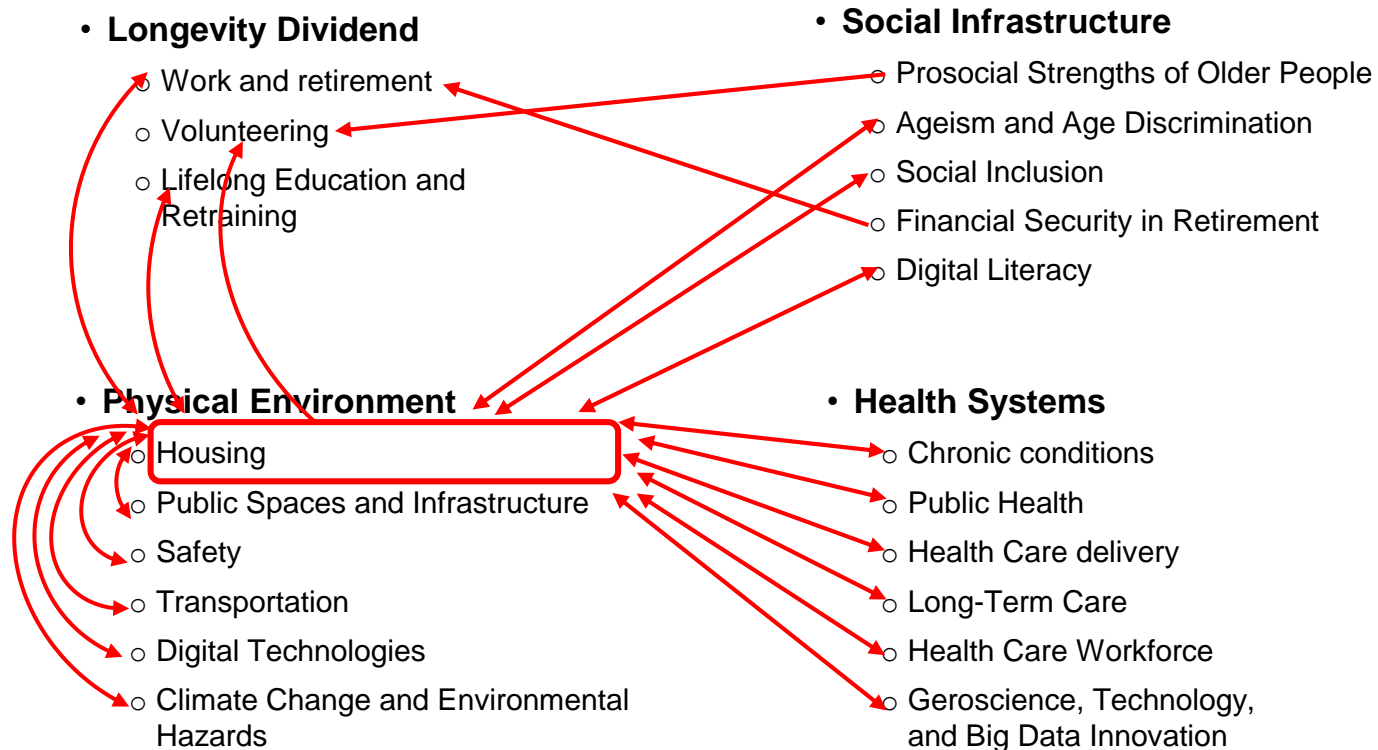 • Longevity Dividend
o Work and retirement
o Volunteering
o Lifelong Education and
Retraining
• Social Infrastructure
o Prosocial Strengths of Older People
o Ageism and Age Discrimination
o Social Inclusion
o Financial Security in Retirement
o Digital Literacy
• Physical Environment
o Housing
o Public Spaces and Infrastructure
o Safety
o Transportation
o Digital Technologies
o Climate Change and Environmental
Hazards
• Health Systems
o Chronic conditions
o Public Health
o Health Care delivery
o Long-Term Care
o Health Care Workforce
o Geroscience, Technology,
and Big Data Innovation